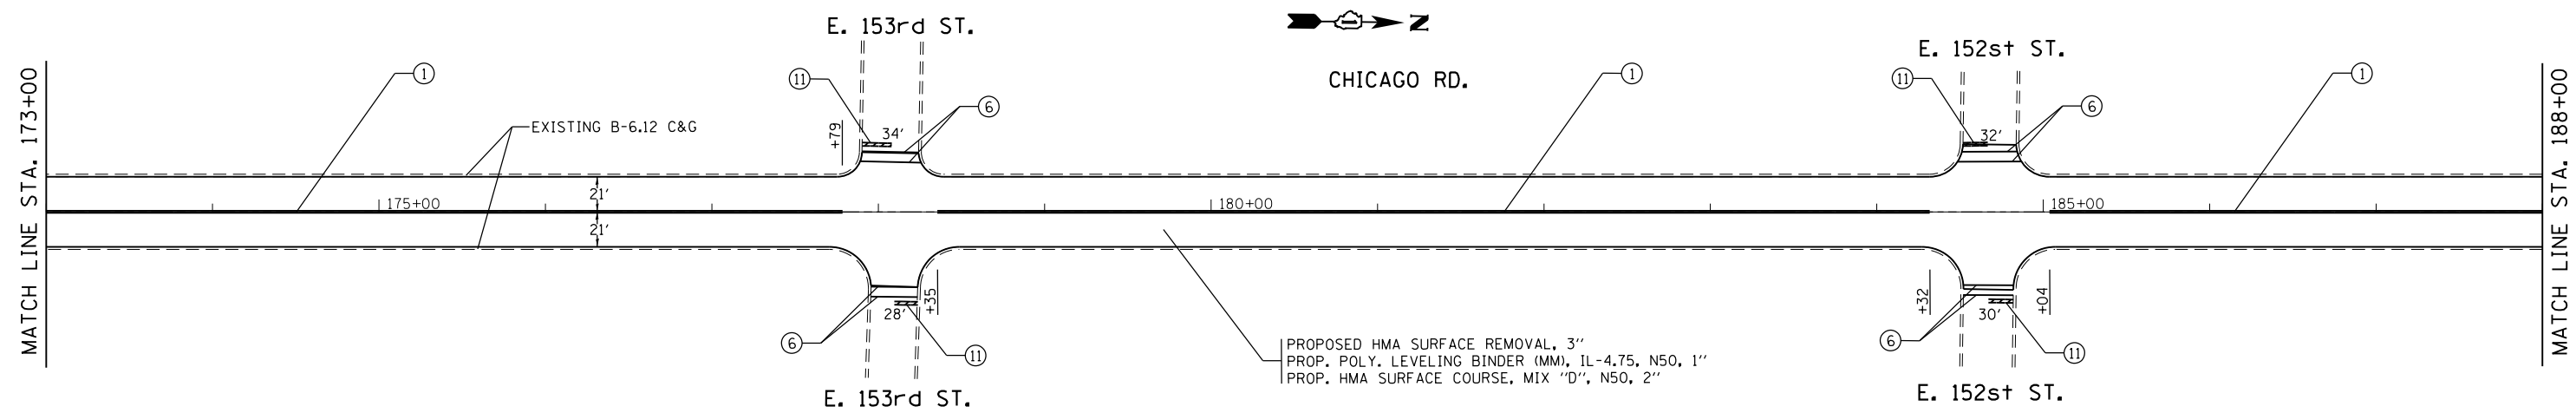 E. 153rd ST.
N
E. 152st ST.
CHICAGO RD.
MATCH LINE STA. 173+00
MATCH LINE STA. 188+00
1
11
6
1
11
6
1
EXISTING B-6.12 C&G
+79
34'
32'
21'
175+00
180+00
185+00
21'
+35
28'
+32
+04
30'
6
11
6
11
PROPOSED HMA SURFACE REMOVAL, 3"
PROP. POLY. LEVELING BINDER (MM), IL-4.75, N50, 1"
PROP. HMA SURFACE COURSE, MIX "D", N50, 2"
E. 153rd ST.
E. 152st ST.